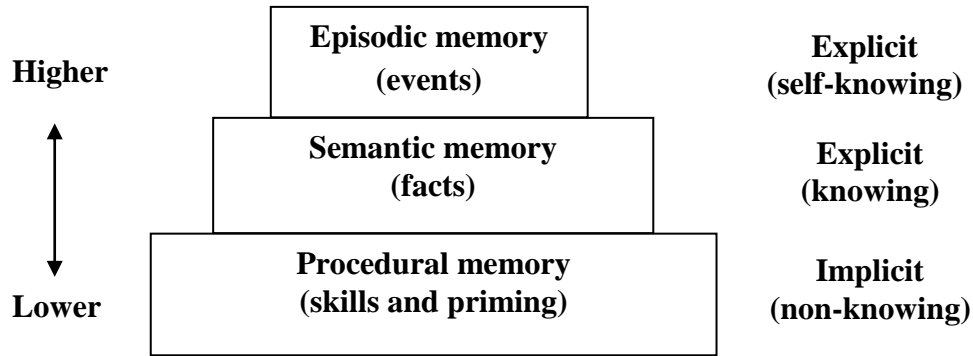 Higher
Lower
Episodic memory
(events)
Semantic memory
(facts)
Procedural memory
(skills and priming)
Explicit
(self-knowing)
Explicit
(knowing)
Implicit
(non-knowing)